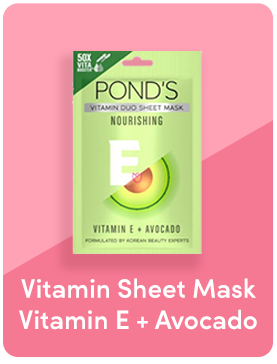 50X
VITA
BOOSTER
POND'S
VITAMIN DUO SHEET MASK
NOURISHING
E
VITAMIN E + AVOCADO
FORMULATED BY KOREAN BEAUTY EXPERTS
Vitamin Sheet Mask
Vitamin E + Avocado